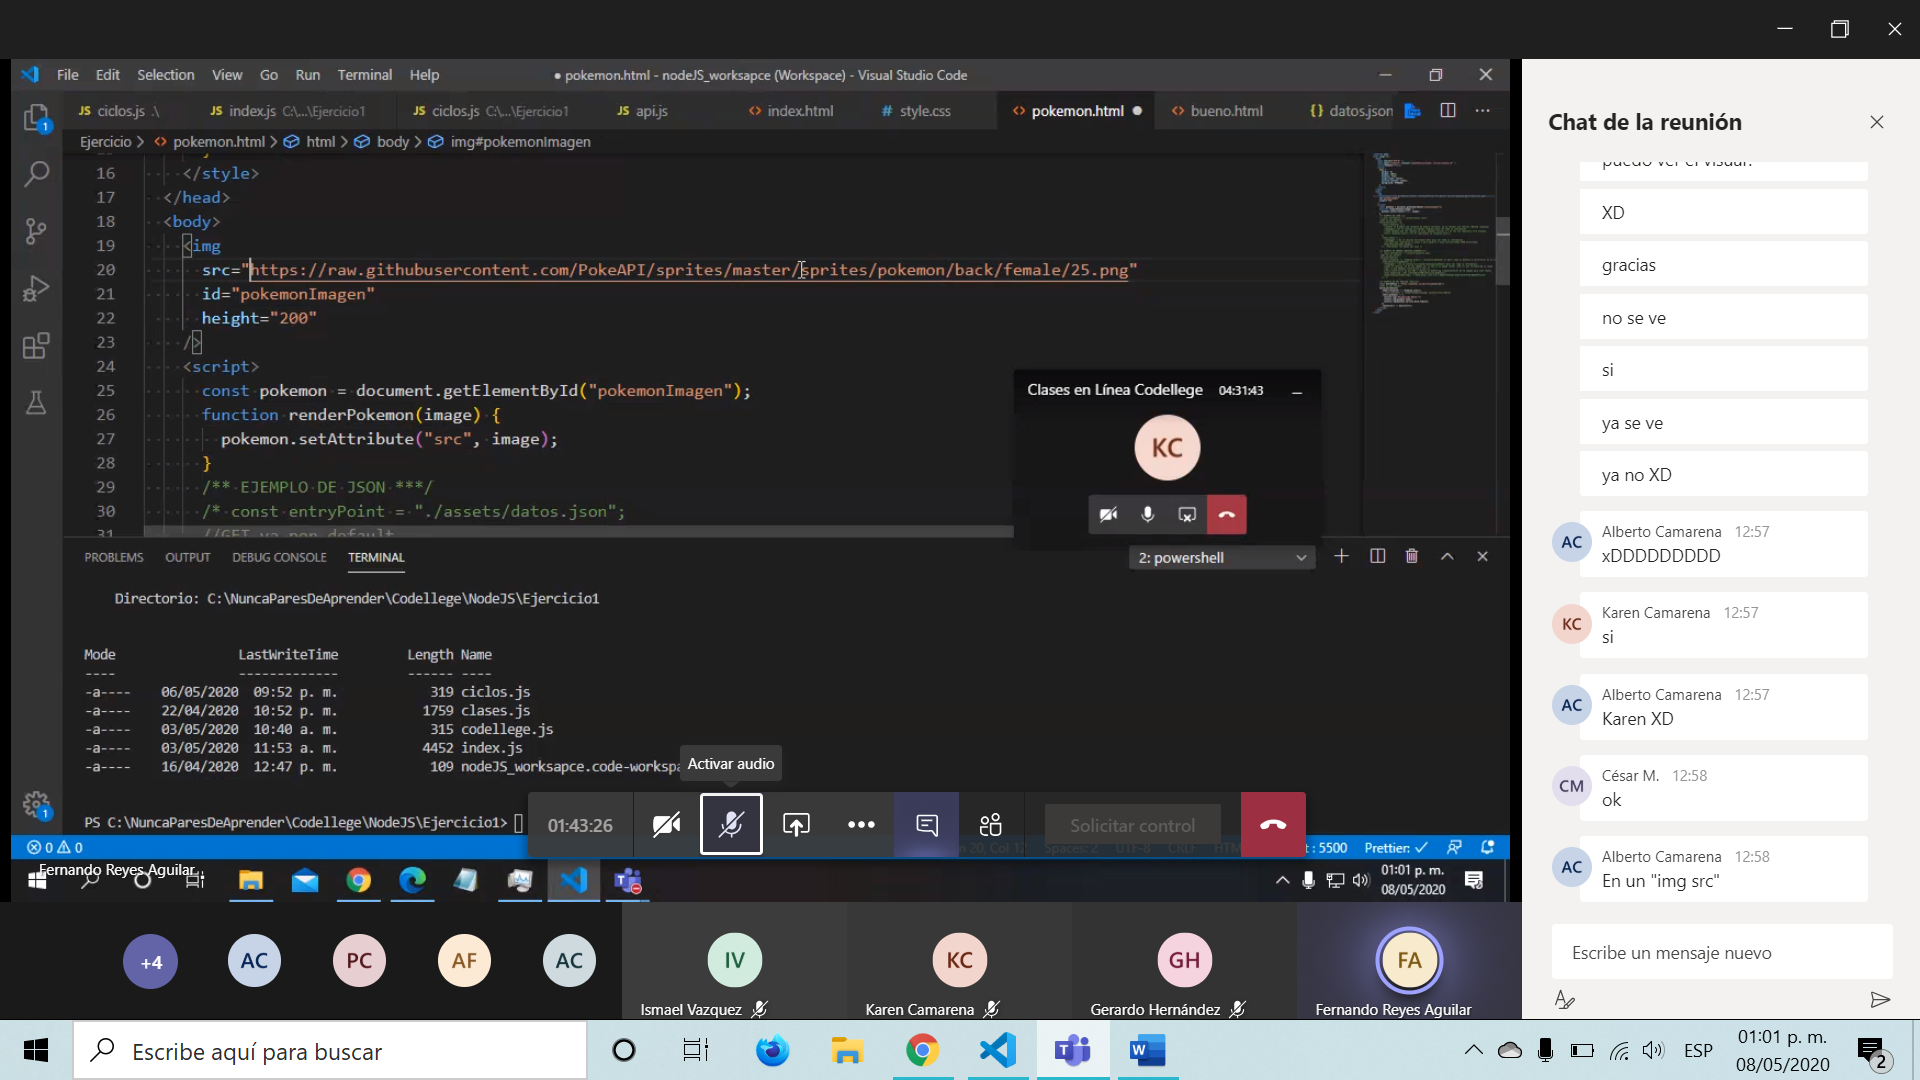 File Edit Selection View Go Run Terminal Help
● pokemon.html - nodeJS_worksapce (Workspace) - Visual Studio Code
JS ciclos.js .\
JS index.js C:\...\Ejercicio1
JS ciclos.js C:\...\Ejercicio1
JS api.js
<> index.html
# style.css
<> pokemon.html ●
<> bueno.html
{} datos.json
Ejercicio > <> pokemon.html > html > body > img#pokemonImagen
16 </style>
17 </head>
18 <body>
19 <img
20 src="https://raw.githubusercontent.com/PokeAPI/sprites/master/sprites/pokemon/back/female/25.png"
21 id="pokemonImagen"
22 height="200"
23 />
24 <script>
25 const pokemon = document.getElementById("pokemonImagen");
26 function renderPokemon(image) {
27 pokemon.setAttribute("src", image);
28 }
29 /** EJEMPLO DE JSON ***/
30 /* const entryPoint = "./assets/datos.json";
31 //GET ya por default
Clases en Línea Codellege 04:31:43
KC
PROBLEMS OUTPUT DEBUG CONSOLE TERMINAL
2: powershell
Directorio: C:\NuncaParesDeAprender\Codellege\NodeJS\Ejercicio1
Mode LastWriteTime Length Name
---- ------------- ------ ----
-a---- 06/05/2020 09:52 p. m. 319 ciclos.js
-a---- 22/04/2020 10:52 p. m. 1759 clases.js
-a---- 03/05/2020 10:40 a. m. 315 codellege.js
-a---- 03/05/2020 11:53 a. m. 4452 index.js
-a---- 16/04/2020 12:47 p. m. 109 nodeJS_worksapce.code-workspa
Activar audio
PS C:\NuncaParesDeAprender\Codellege\NodeJS\Ejercicio1>
01:43:26
Solicitar control
0 0
: 5500 Prettier: ✓
Fernando Reyes Aguilar
01:01 p. m.
08/05/2020
+4
AC
PC
AF
AC
IV
Ismael Vazquez
KC
Karen Camarena
GH
Gerardo Hernández
FA
Fernando Reyes Aguilar
Chat de la reunión
puedo ver el visual.
XD
gracias
no se ve
si
ya se ve
ya no XD
AC
Alberto Camarena 12:57
xDDDDDDDDD
KC
Karen Camarena 12:57
si
AC
Alberto Camarena 12:57
Karen XD
CM
César M. 12:58
ok
AC
Alberto Camarena 12:58
En un "img src"
Escribe un mensaje nuevo
Escribe aquí para buscar
ESP
01:01 p. m.
08/05/2020
2